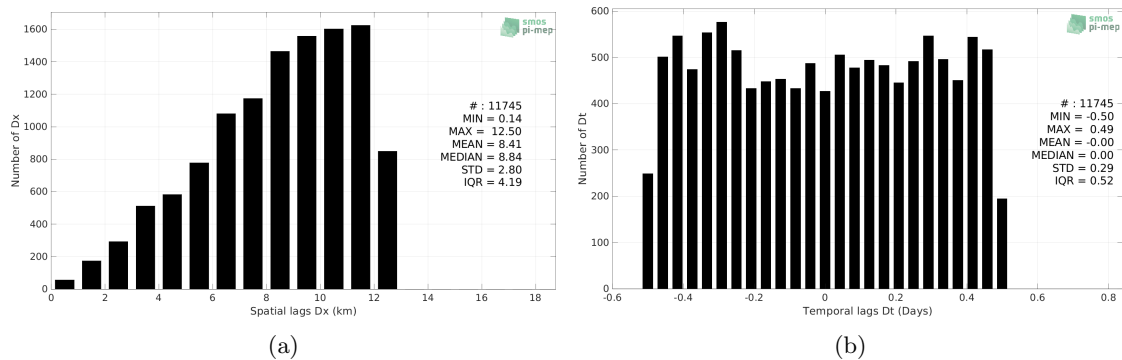 1600
1400
1200
1000
800
600
400
200
0
Number of Dx
0 2 4 6 8 10 12 14 16 18
Spatial lags Dx (km)
smos
pi-mep
# : 11745
MIN = 0.14
MAX = 12.50
MEAN = 8.41
MEDIAN = 8.84
STD = 2.80
IQR = 4.19
(a)
600
500
400
300
200
100
0
Number of Dt
-0.6 -0.4 -0.2 0 0.2 0.4 0.6 0.8
Temporal lags Dt (Days)
smos
pi-mep
# : 11745
MIN = -0.50
MAX = 0.49
MEAN = -0.00
MEDIAN = 0.00
STD = 0.29
IQR = 0.52
(b)